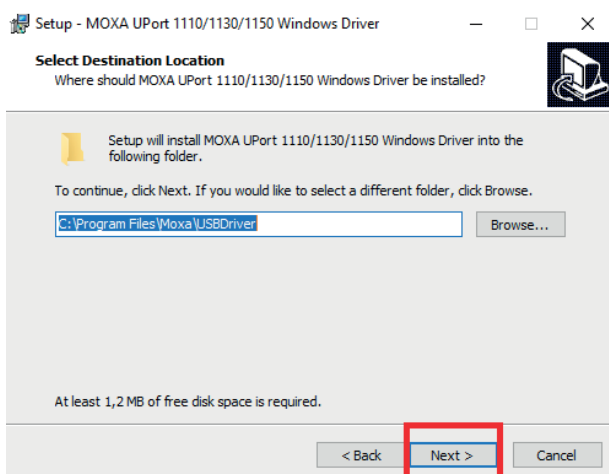 Setup - MOXA UPort 1110/1130/1150 Windows Driver
Select Destination Location
Where should MOXA UPort 1110/1130/1150 Windows Driver be installed?
Setup will install MOXA UPort 1110/1130/1150 Windows Driver into the
following folder.
To continue, click Next. If you would like to select a different folder, click Browse.
C:\Program Files\Moxa\USBDriver
Browse...
At least 1,2 MB of free disk space is required.
< Back
Next >
Cancel